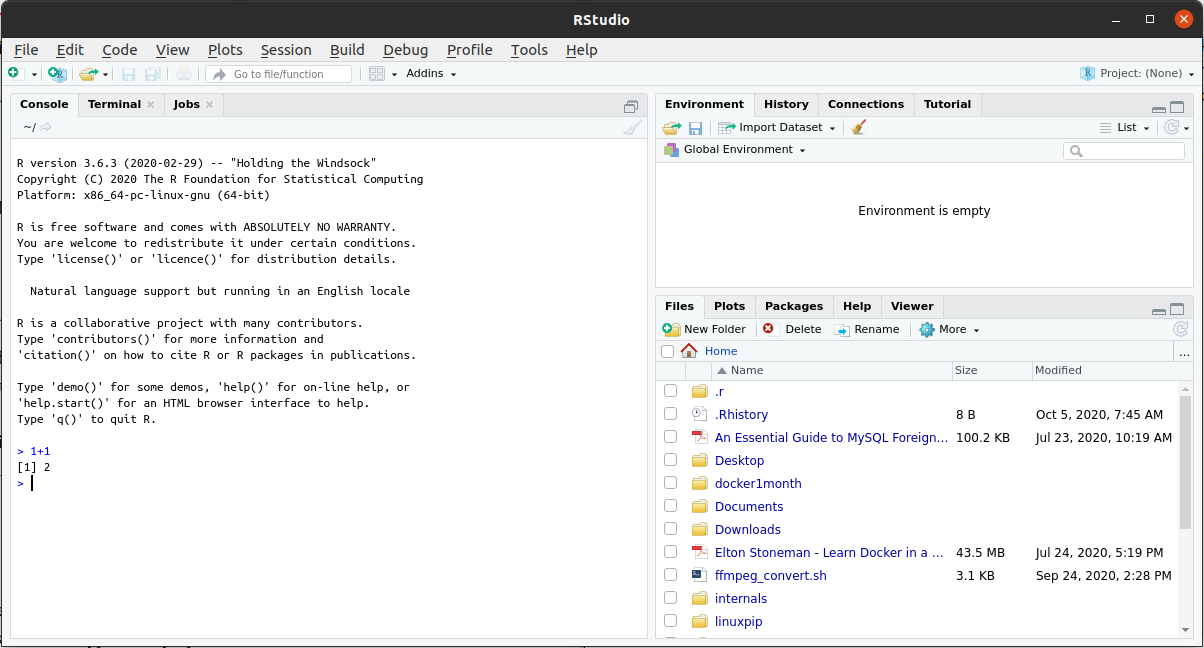 RStudio
File Edit Code View Plots Session Build Debug Profile Tools Help
Go to file/function Addins Project: (None)
Console Terminal Jobs
~/
R version 3.6.3 (2020-02-29) -- "Holding the Windsock"
Copyright (C) 2020 The R Foundation for Statistical Computing
Platform: x86_64-pc-linux-gnu (64-bit)
R is free software and comes with ABSOLUTELY NO WARRANTY.
You are welcome to redistribute it under certain conditions.
Type 'license()' or 'licence()' for distribution details.
Natural language support but running in an English locale
R is a collaborative project with many contributors.
Type 'contributors()' for more information and
'citation()' on how to cite R or R packages in publications.
Type 'demo()' for some demos, 'help()' for on-line help, or
'help.start()' for an HTML browser interface to help.
Type 'q()' to quit R.
> 1+1
[1] 2
>
Environment History Connections Tutorial
Import Dataset List
Global Environment
Environment is empty
Files Plots Packages Help Viewer
New Folder Delete Rename More
Home ...
Name Size Modified
.r
.Rhistory 8 B Oct 5, 2020, 7:45 AM
An Essential Guide to MySQL Foreign... 100.2 KB Jul 23, 2020, 10:19 AM
Desktop
docker1month
Documents
Downloads
Elton Stoneman - Learn Docker in a ... 43.5 MB Jul 24, 2020, 5:19 PM
ffmpeg_convert.sh 3.1 KB Sep 24, 2020, 2:28 PM
internals
linuxpip